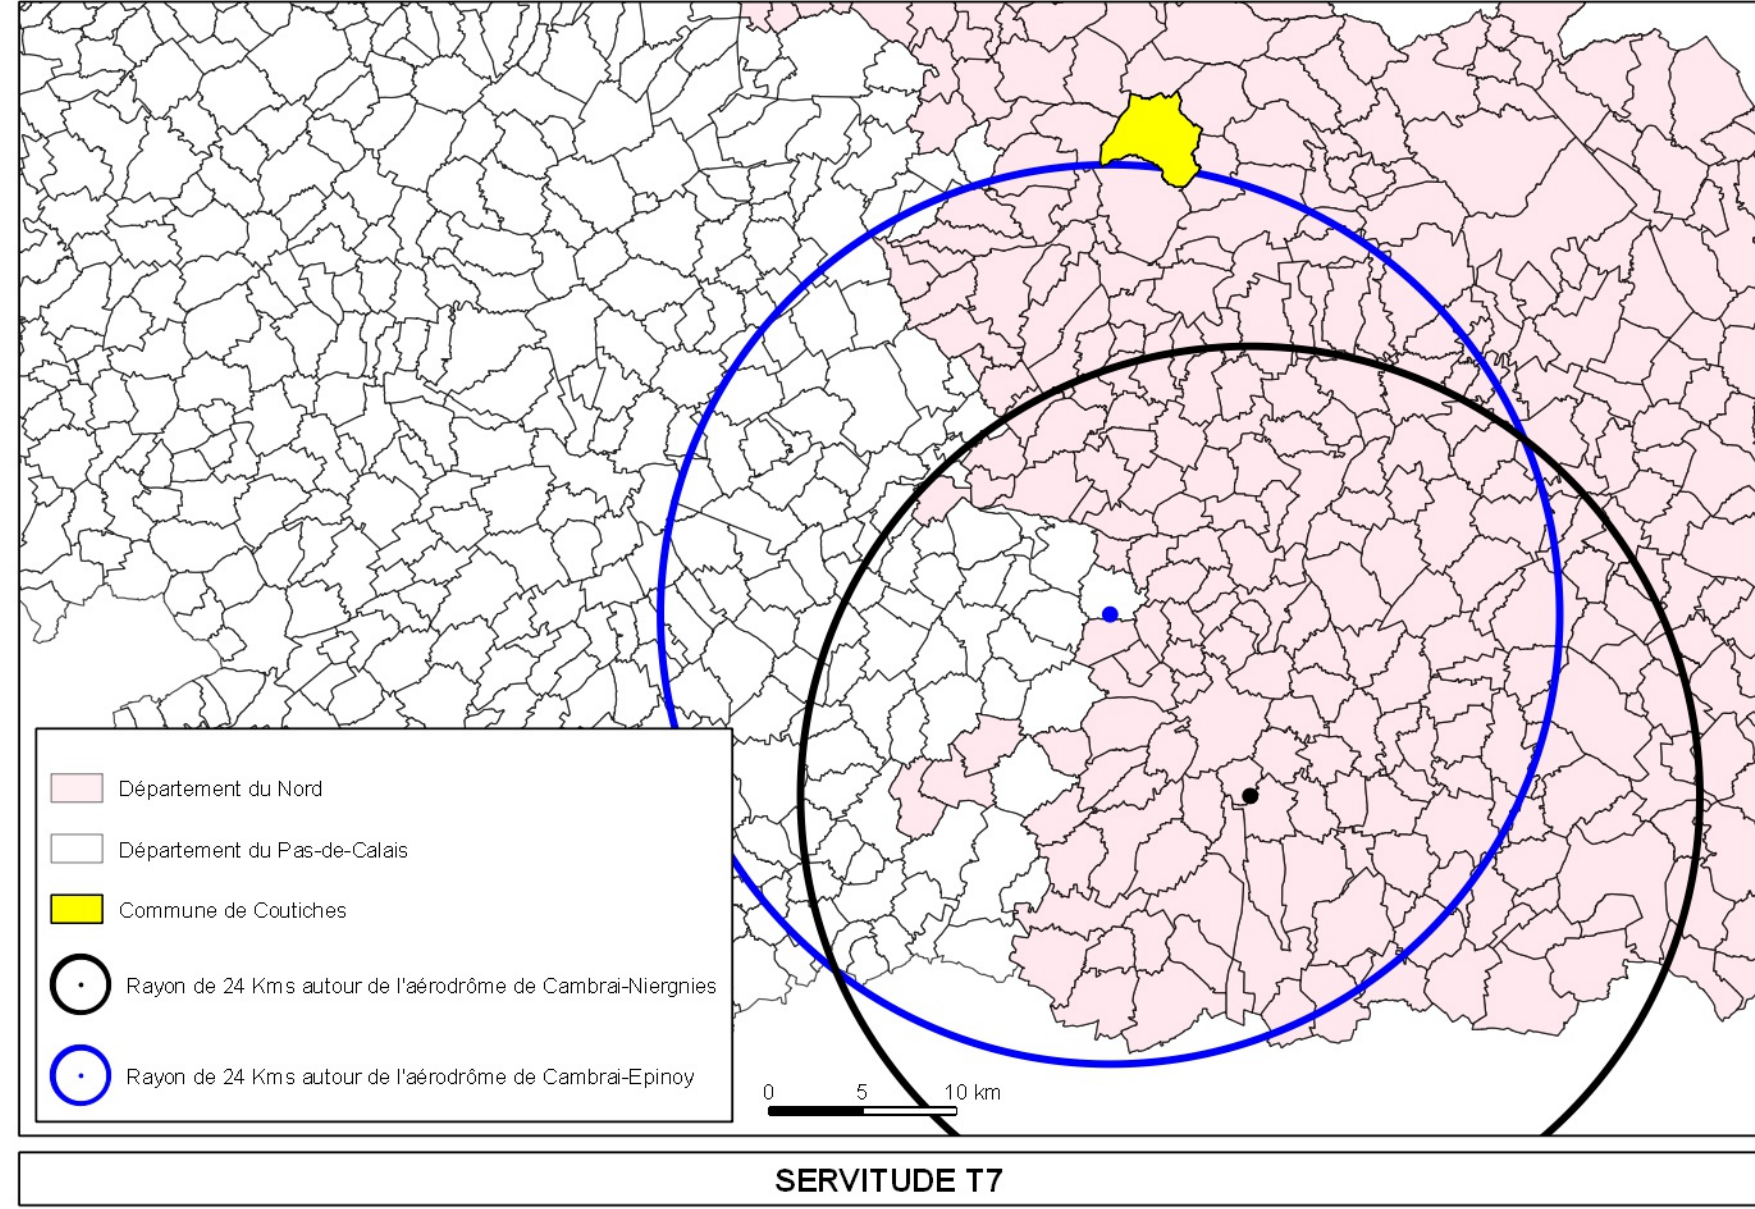 Département du Nord
Département du Pas-de-Calais
Commune de Coutiches
Rayon de 24 Kms autour de l'aérodrôme de Cambrai-Niergnies
Rayon de 24 Kms autour de l'aérodrôme de Cambrai-Epinoy
0 5 10 km
SERVITUDE T7